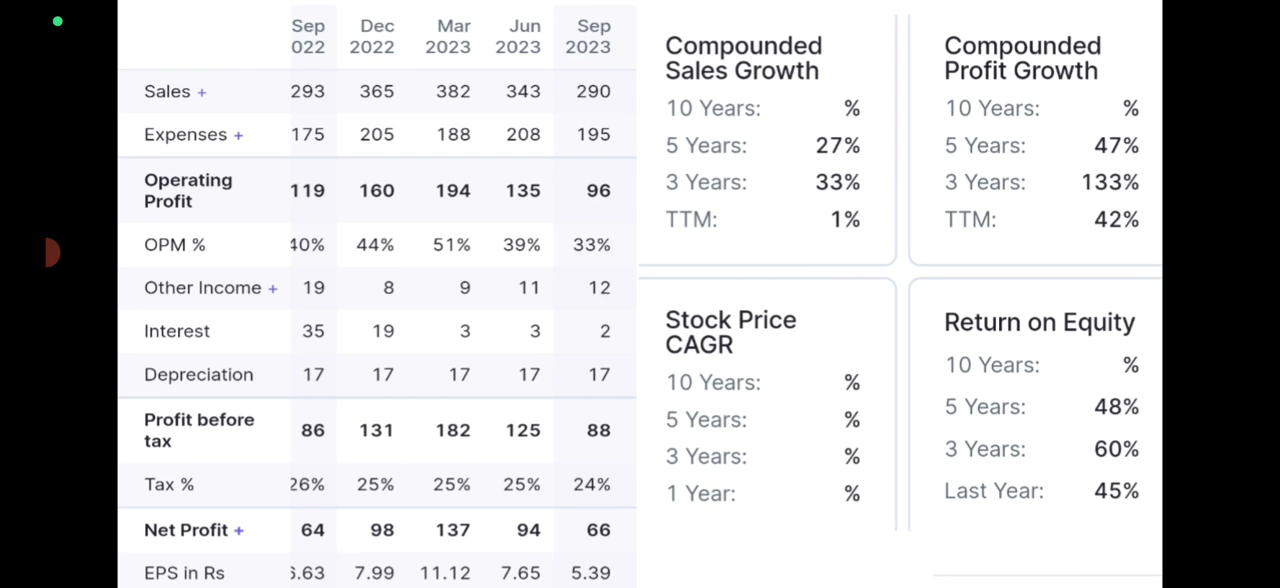 Sep Dec Mar Jun Sep
022 2022 2023 2023 2023
Sales + 293 365 382 343 290
Expenses + 175 205 188 208 195
Operating
Profit 119 160 194 135 96
OPM % 40% 44% 51% 39% 33%
Other Income + 19 8 9 11 12
Interest 35 19 3 3 2
Depreciation 17 17 17 17 17
Profit before
tax 86 131 182 125 88
Tax % 26% 25% 25% 25% 24%
Net Profit + 64 98 137 94 66
EPS in Rs 6.63 7.99 11.12 7.65 5.39
Compounded
Sales Growth
10 Years: %
5 Years: 27%
3 Years: 33%
TTM: 1%
Compounded
Profit Growth
10 Years: %
5 Years: 47%
3 Years: 133%
TTM: 42%
Stock Price
CAGR
10 Years: %
5 Years: %
3 Years: %
1 Year: %
Return on Equity
10 Years: %
5 Years: 48%
3 Years: 60%
Last Year: 45%